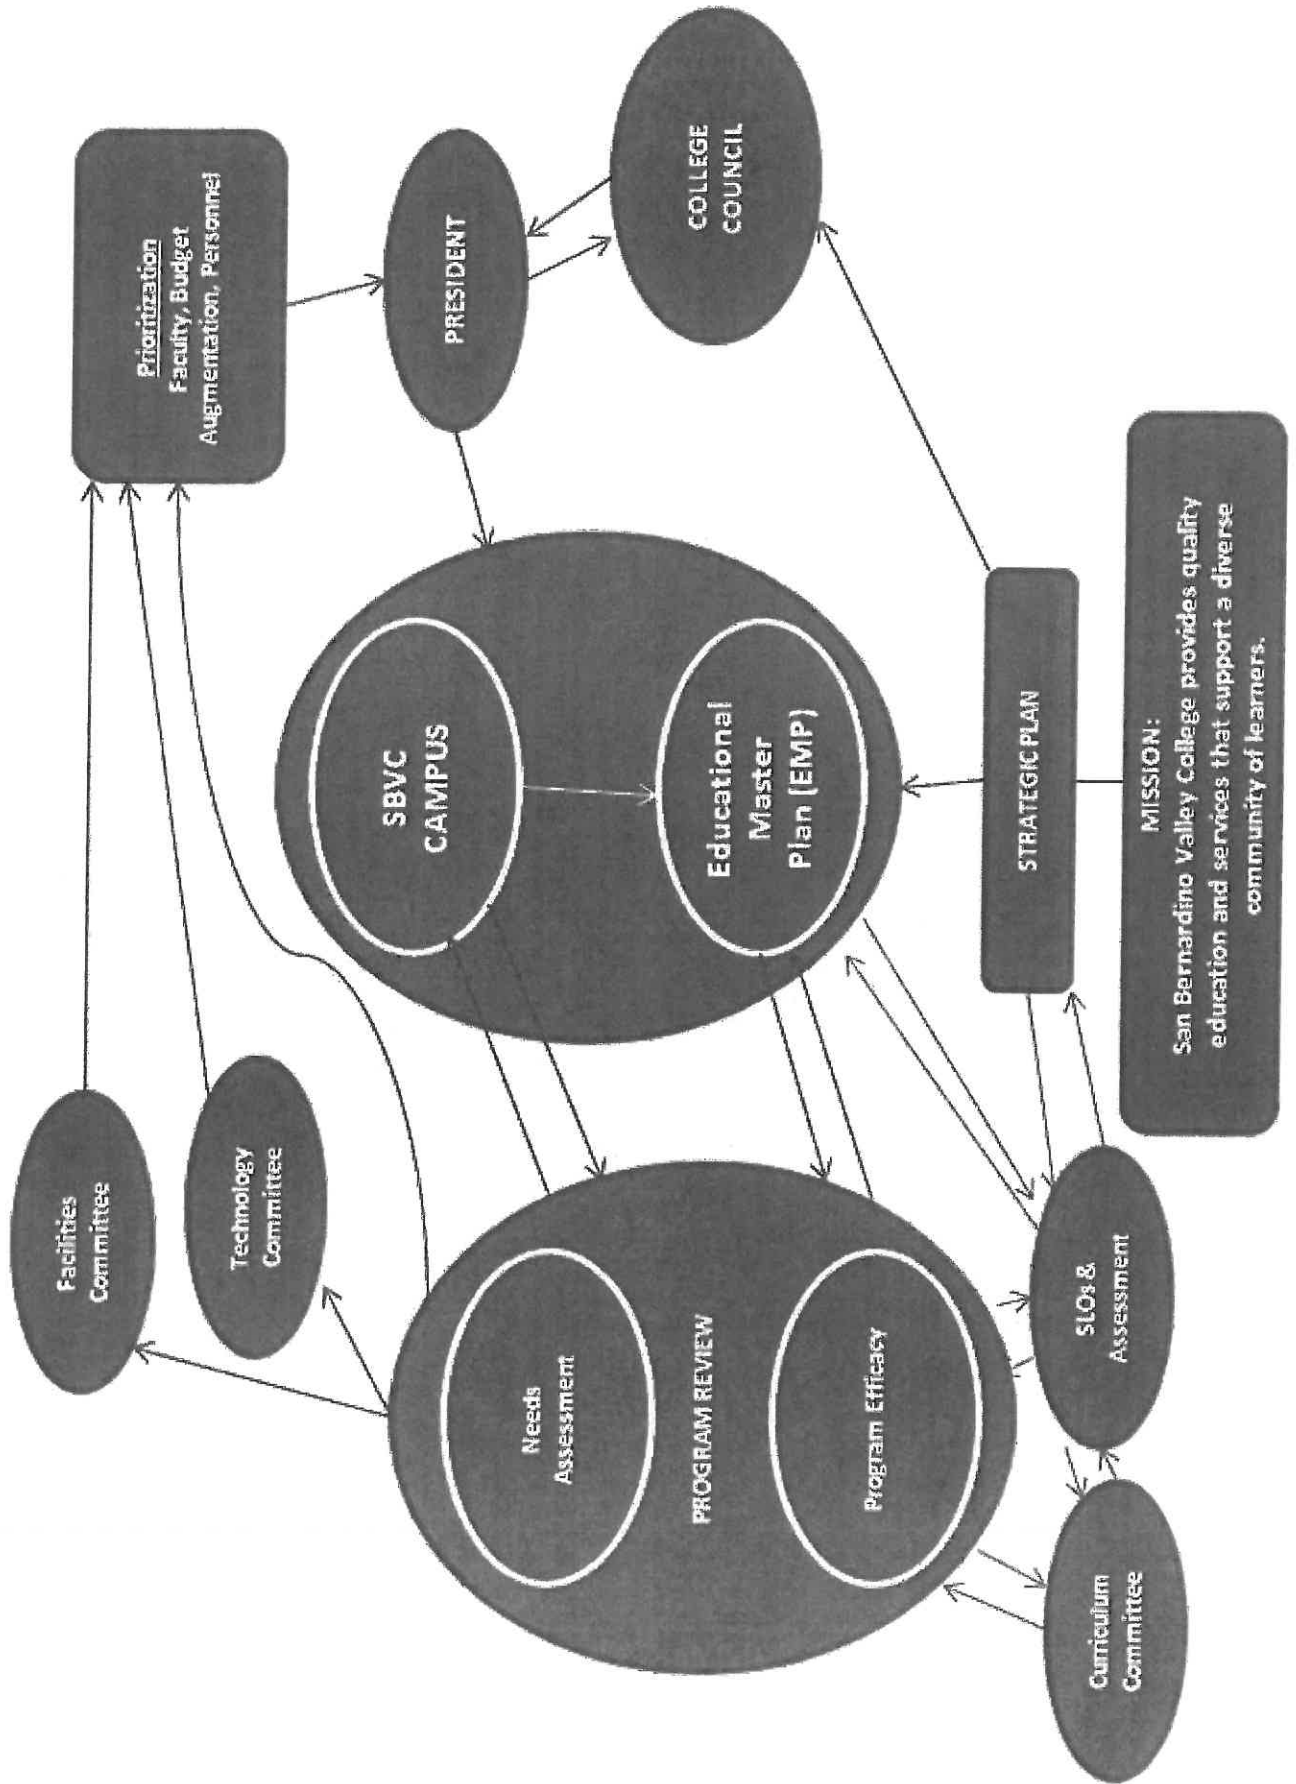 Facilities
Committee
Technology
Committee
Prioritization
Faculty, Budget
Augmentation, Personnel
PRESIDENT
COLLEGE
COUNCIL
SBVC
CAMPUS
Educational
Master
Plan (EMP)
Needs
Assessment
PROGRAM REVIEW
Program Efficacy
Curriculum
Committee
SLOs &
Assessment
STRATEGIC PLAN
MISSION:
San Bernardino Valley College provides quality
education and services that support a diverse
community of learners.